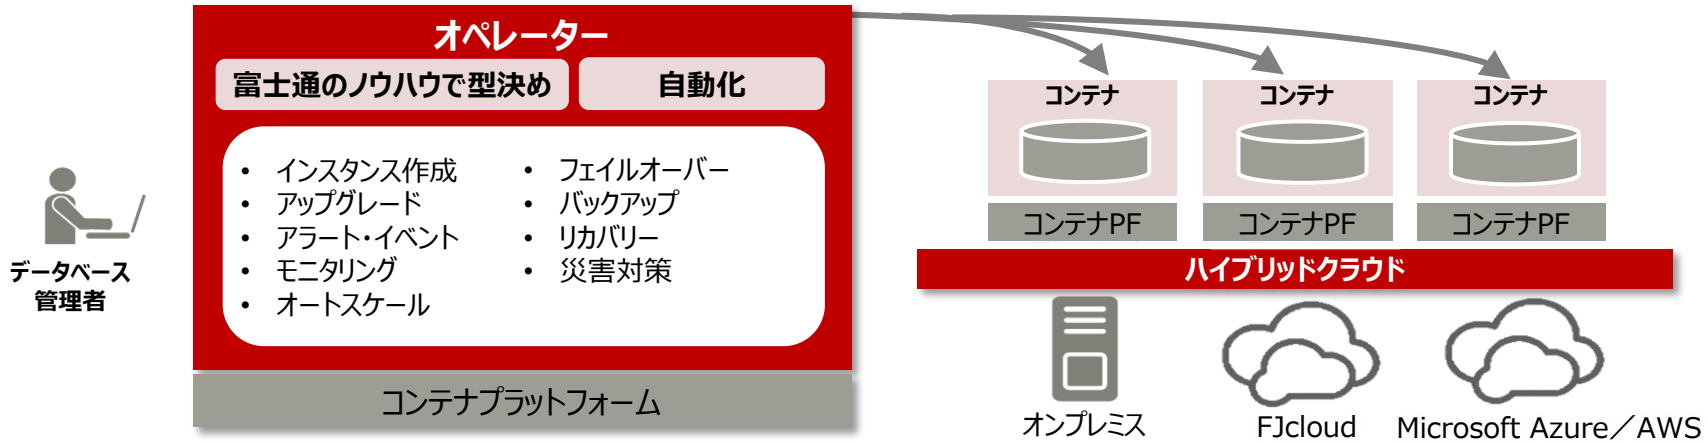 オペレーター
富士通のノウハウで型決め
自動化
• インスタンス作成
• アップグレード
• アラート・イベント
• モニタリング
• オートスケール
• フェイルオーバー
• バックアップ
• リカバリー
• 災害対策
コンテナプラットフォーム
データベース
管理者
コンテナ
コンテナ
コンテナ
コンテナPF
コンテナPF
コンテナPF
ハイブリッドクラウド
オンプレミス
FJcloud
Microsoft Azure／AWS